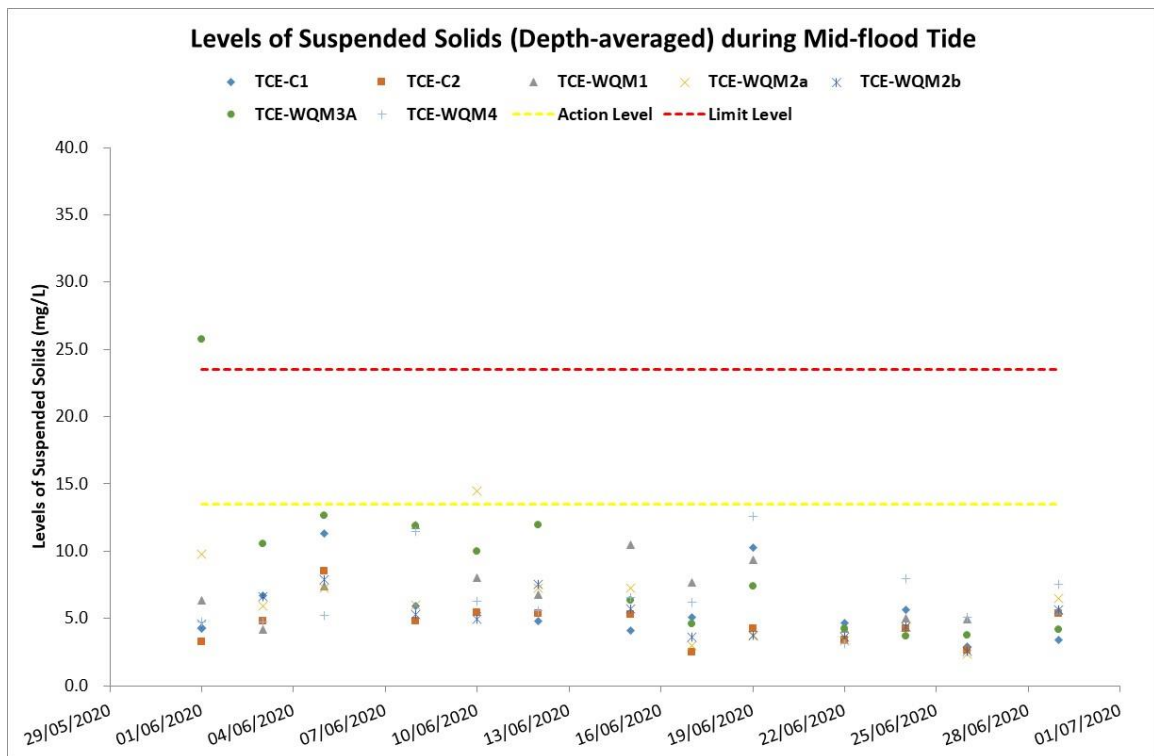 Levels of Suspended Solids (Depth-averaged) during Mid-flood Tide
TCE-C1 TCE-C2 TCE-WQM1 TCE-WQM2a TCE-WQM2b
TCE-WQM3A TCE-WQM4 Action Level Limit Level
Levels of Suspended Solids (mg/L)
40.0
35.0
30.0
25.0
20.0
15.0
10.0
5.0
0.0
29/05/2020 01/06/2020 04/06/2020 07/06/2020 10/06/2020 13/06/2020 16/06/2020 19/06/2020 22/06/2020 25/06/2020 28/06/2020 01/07/2020